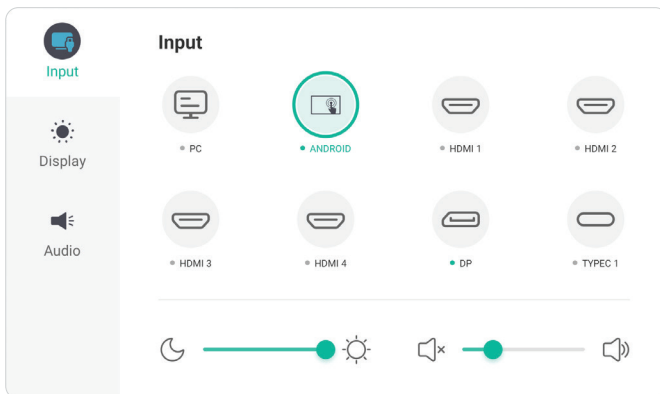 Input
Input
PC
ANDROID
HDMI 1
HDMI 2
Display
Audio
HDMI 3
HDMI 4
DP
TYPEC 1